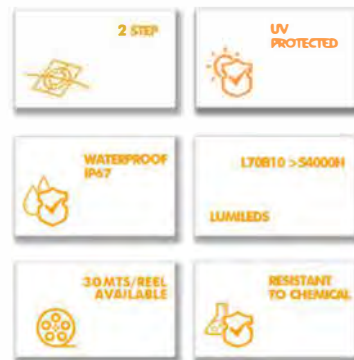 2 STEP
UV
PROTECTED
WATERPROOF
IP67
L70B10 >54000H
LUMILEDS
30 MTS/REEL
AVAILABLE
RESISTANT
TO CHEMICAL